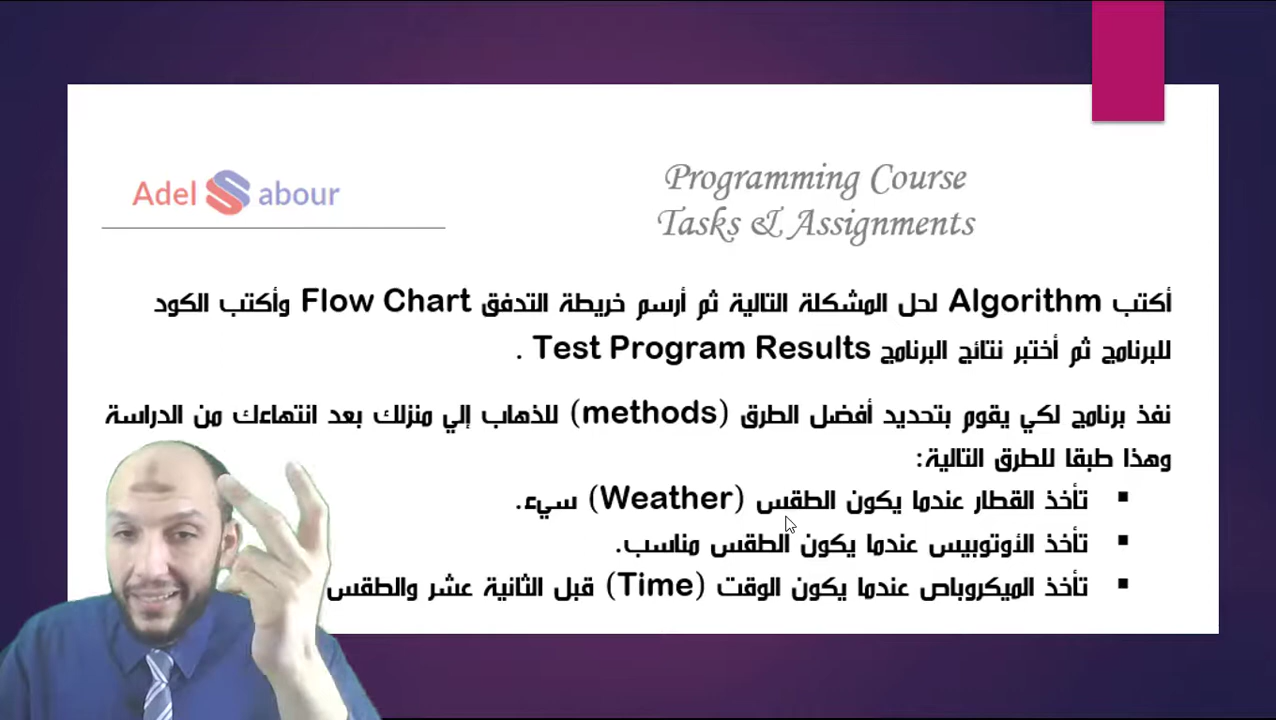 Adel Sabour
Programming Course
Tasks & Assignments
أكتب Algorithm لحل المشكلة التالية ثم أرسم خريطة التدفق Flow Chart وأكتب الكود
للبرنامج ثم أختبر نتائج البرنامج Test Program Results .
نفذ برنامج لكي يقوم بتحديد أفضل الطرق (methods) للذهاب إلي منزلك بعد انتهاءك من الدراسة
وهذا طبقا للطرق التالية:
▪ تأخذ القطار عندما يكون الطقس (Weather) سيء.
▪ تأخذ الأوتوبيس عندما يكون الطقس مناسب.
▪ تأخذ الميكروباص عندما يكون الوقت (Time) قبل الثانية عشر والطقس